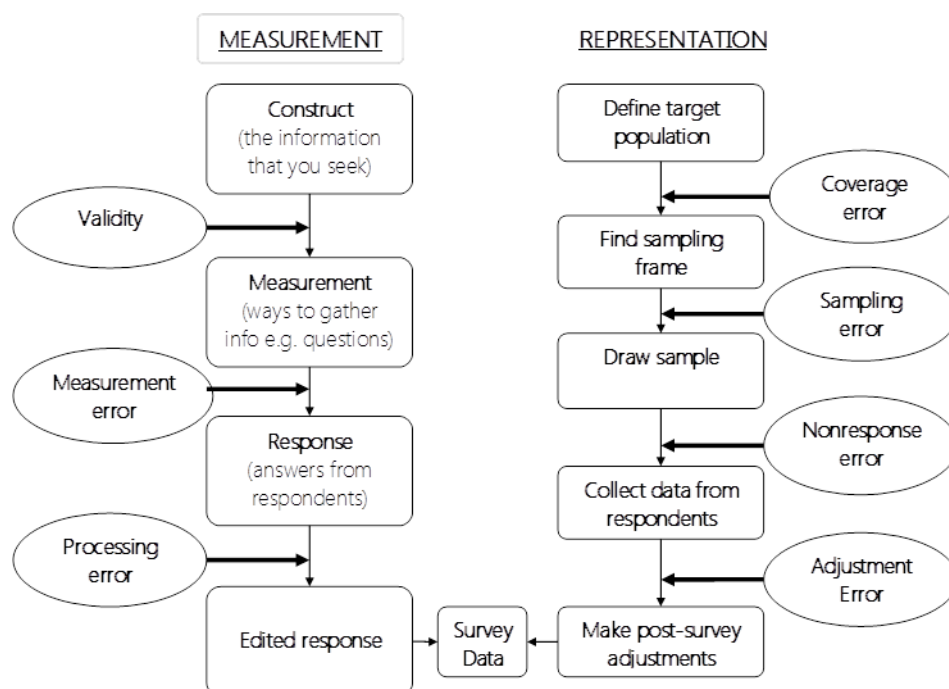 MEASUREMENT
Construct
(the information
that you seek)
Validity
Measurement
(ways to gather
info e.g. questions)
Measurement
error
Response
(answers from
respondents)
Processing
error
Edited response
Survey
Data
REPRESENTATION
Define target
population
Coverage
error
Find sampling
frame
Sampling
error
Draw sample
Nonresponse
error
Collect data from
respondents
Adjustment
Error
Make post-survey
adjustments